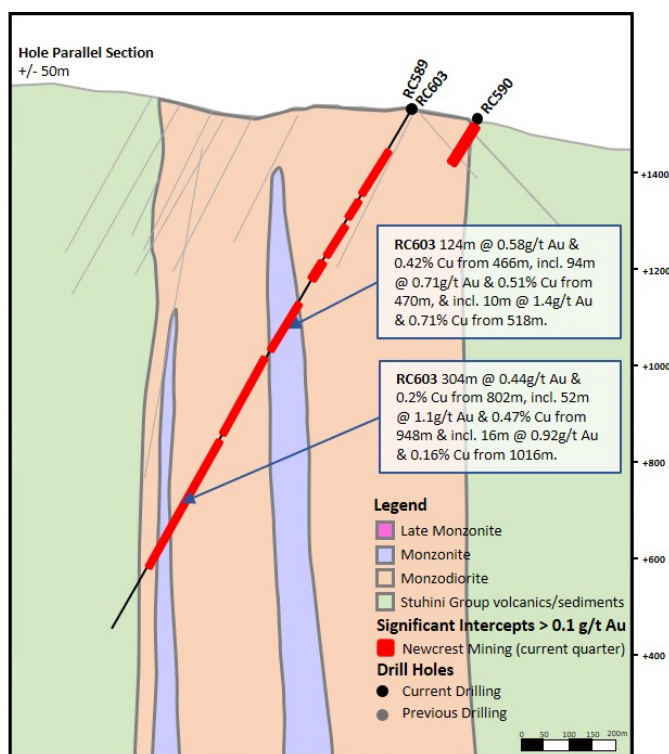 Hole Parallel Section
+/- 50m
RC589
RC603
RC590
+1400
+1200
+1000
+800
+600
+400
RC603 124m @ 0.58g/t Au &
0.42% Cu from 466m, incl. 94m
@ 0.71g/t Au & 0.51% Cu from
470m, & incl. 10m @ 1.4g/t Au
& 0.71% Cu from 518m.
RC603 304m @ 0.44g/t Au &
0.2% Cu from 802m, incl. 52m
@ 1.1g/t Au & 0.47% Cu from
948m & incl. 16m @ 0.92g/t Au
& 0.16% Cu from 1016m.
Legend
Late Monzonite
Monzonite
Monzodiorite
Stuhini Group volcanics/sediments
Significant Intercepts > 0.1 g/t Au
Newcrest Mining (current quarter)
Drill Holes
Current Drilling
Previous Drilling
0 50 100 150 200m